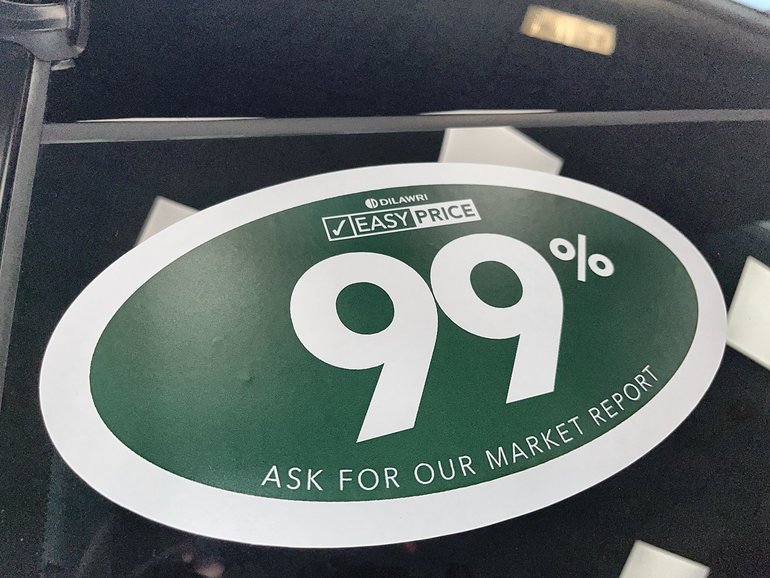 DILAWRI
✓ EASY PRICE
99%
ASK FOR OUR MARKET REPORT